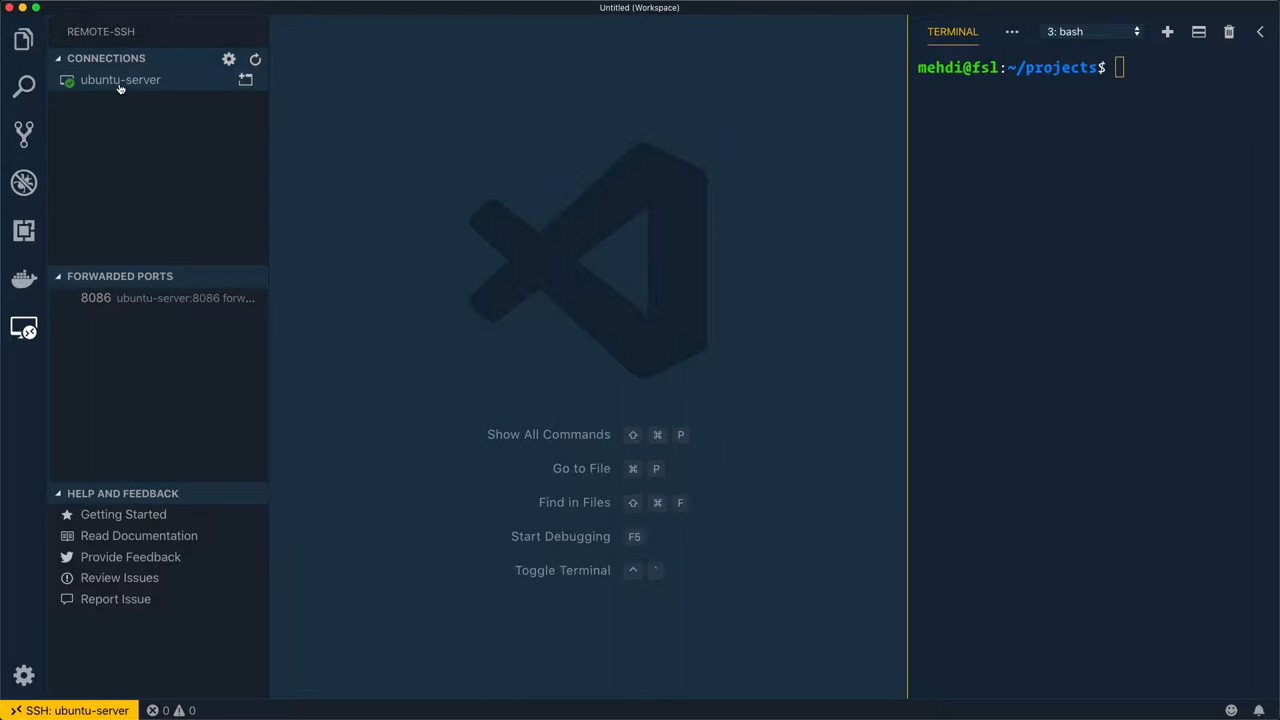 Untitled (Workspace)
REMOTE-SSH
CONNECTIONS
ubuntu-server
FORWARDED PORTS
8086 ubuntu-server:8086 forw...
HELP AND FEEDBACK
Getting Started
Read Documentation
Provide Feedback
Review Issues
Report Issue
Show All Commands ⇧ ⌘ P
Go to File ⌘ P
Find in Files ⇧ ⌘ F
Start Debugging F5
Toggle Terminal ^ `
TERMINAL ... 3: bash
mehdi@fsl:~/projects$
SSH: ubuntu-server 0 0